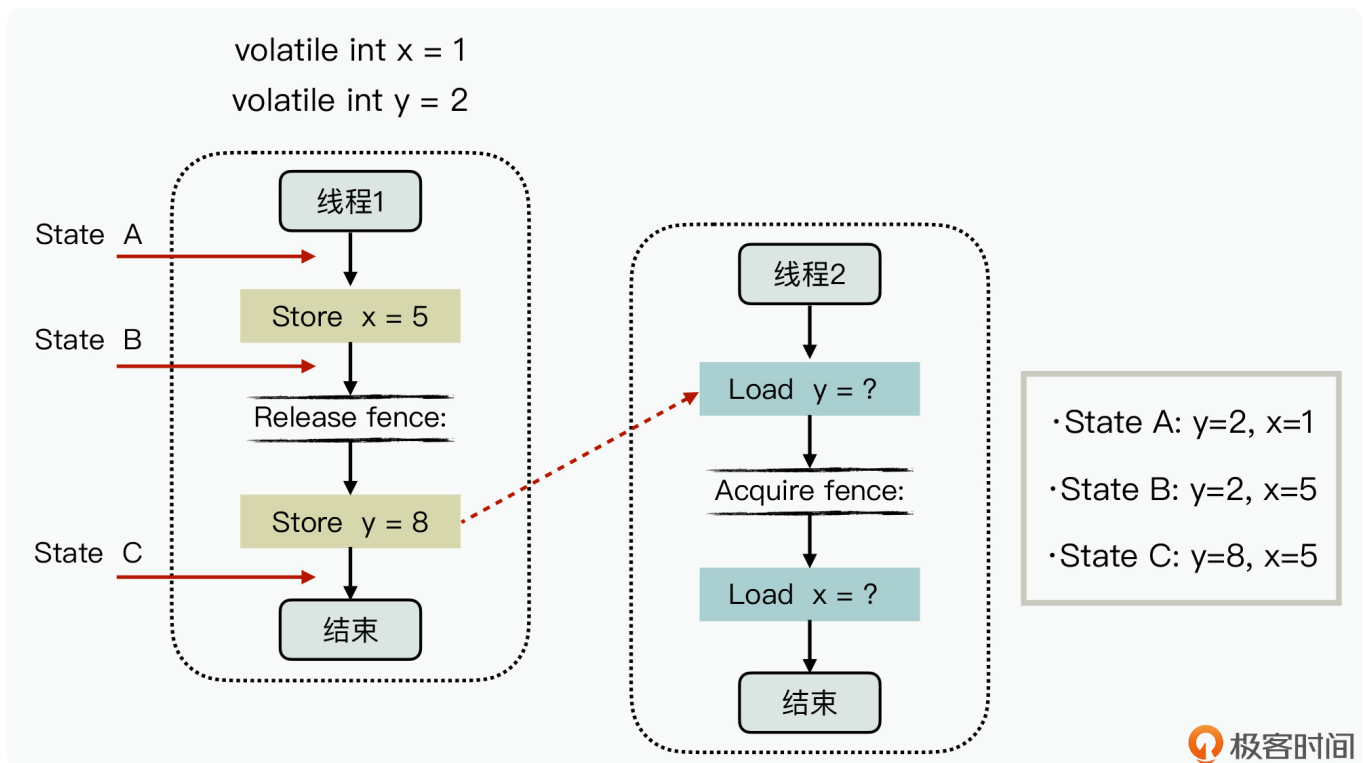 volatile int x = 1
volatile int y = 2
线程1
State A
Store x = 5
State B
Release fence:
Store y = 8
State C
结束
线程2
Load y = ?
Acquire fence:
Load x = ?
结束
·State A: y=2, x=1
·State B: y=2, x=5
·State C: y=8, x=5
极客时间